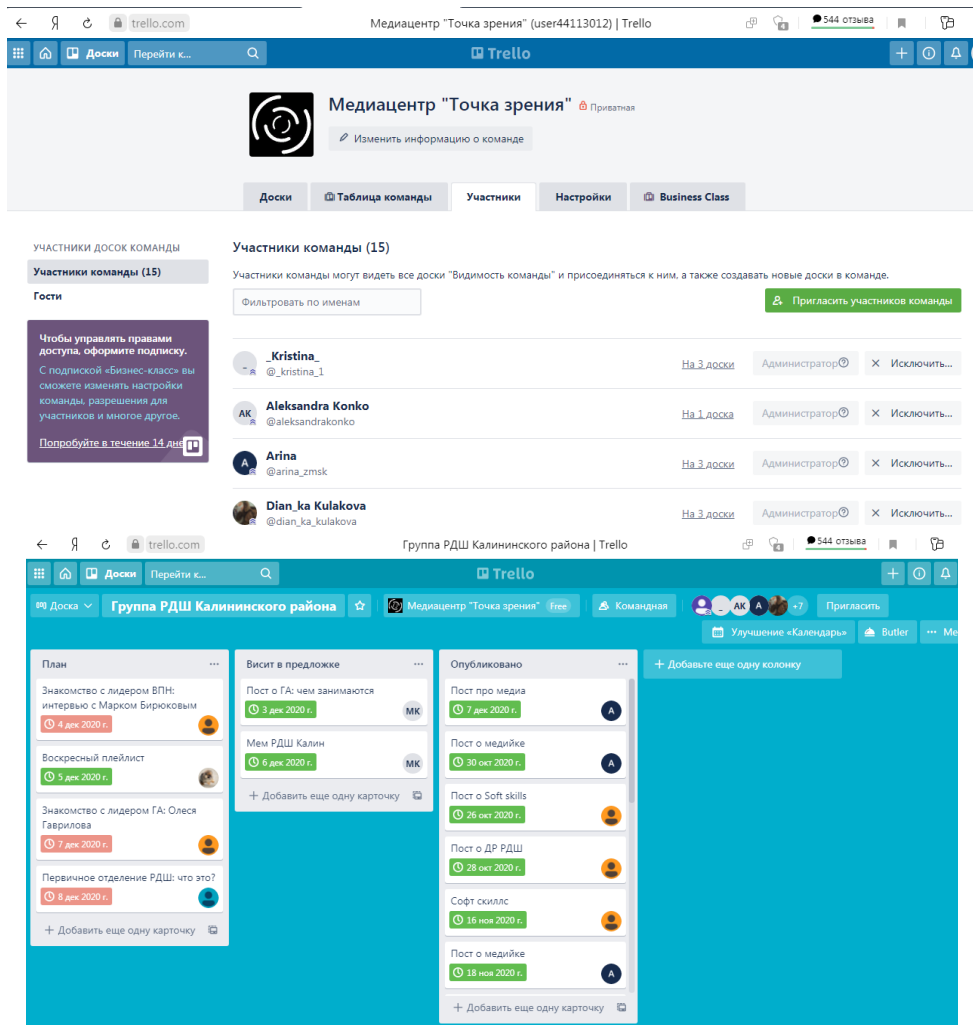 Я trello.com Медиацентр "Точка зрения" (user44113012) | Trello 4 544 отзыва
Доски Перейти к... Trello
Медиацентр "Точка зрения" Приватная
Изменить информацию о команде
Доски Таблица команды Участники Настройки Business Class
УЧАСТНИКИ ДОСОК КОМАНДЫ
Участники команды (15)
Гости
Чтобы управлять правами
доступа, оформите подписку.
С подпиской «Бизнес-класс» вы
сможете изменять настройки
команды, разрешения для
участников и многое другое.
Попробуйте в течение 14 дне
Участники команды (15)
Участники команды могут видеть все доски "Видимость команды" и присоединяться к ним, а также создавать новые доски в команде.
Фильтровать по именам Пригласить участников команды
_ _Kristina_
@_kristina_1 На 3 доски Администратор Исключить...
AK Aleksandra Konko
@aleksandrakonko На 1 доска Администратор Исключить...
A Arina
@arina_zmsk На 3 доски Администратор Исключить...
Dian_ka Kulakova
@dian_ka_kulakova На 3 доски Администратор Исключить...
Я trello.com Группа РДШ Калининского района | Trello 4 544 отзыва
Доски Перейти к... Trello
Доска Группа РДШ Калининского района Медиацентр "Точка зрения" Free Командная _ AK A +7 Пригласить
Улучшение «Календарь» Butler ... Ме
План ...
Знакомство с лидером ВПН:
интервью с Марком Бирюковым
4 дек 2020 г.
Воскресный плейлист
5 дек 2020 г.
Знакомство с лидером ГА: Олеся
Гаврилова
7 дек 2020 г.
Первичное отделение РДШ: что это?
8 дек 2020 г.
+ Добавить еще одну карточку
Висит в предложке ...
Пост о ГА: чем занимаются
3 дек 2020 г. МК
Мем РДШ Калин
6 дек 2020 г. МК
+ Добавить еще одну карточку
Опубликовано ...
Пост про медиа
7 дек 2020 г. A
Пост о медийке
30 окт 2020 г. A
Пост о Soft skills
26 окт 2020 г.
Пост о ДР РДШ
28 окт 2020 г.
Софт скиллс
16 ноя 2020 г.
Пост о медийке
18 ноя 2020 г. A
+ Добавить еще одну карточку
+ Добавьте еще одну колонку